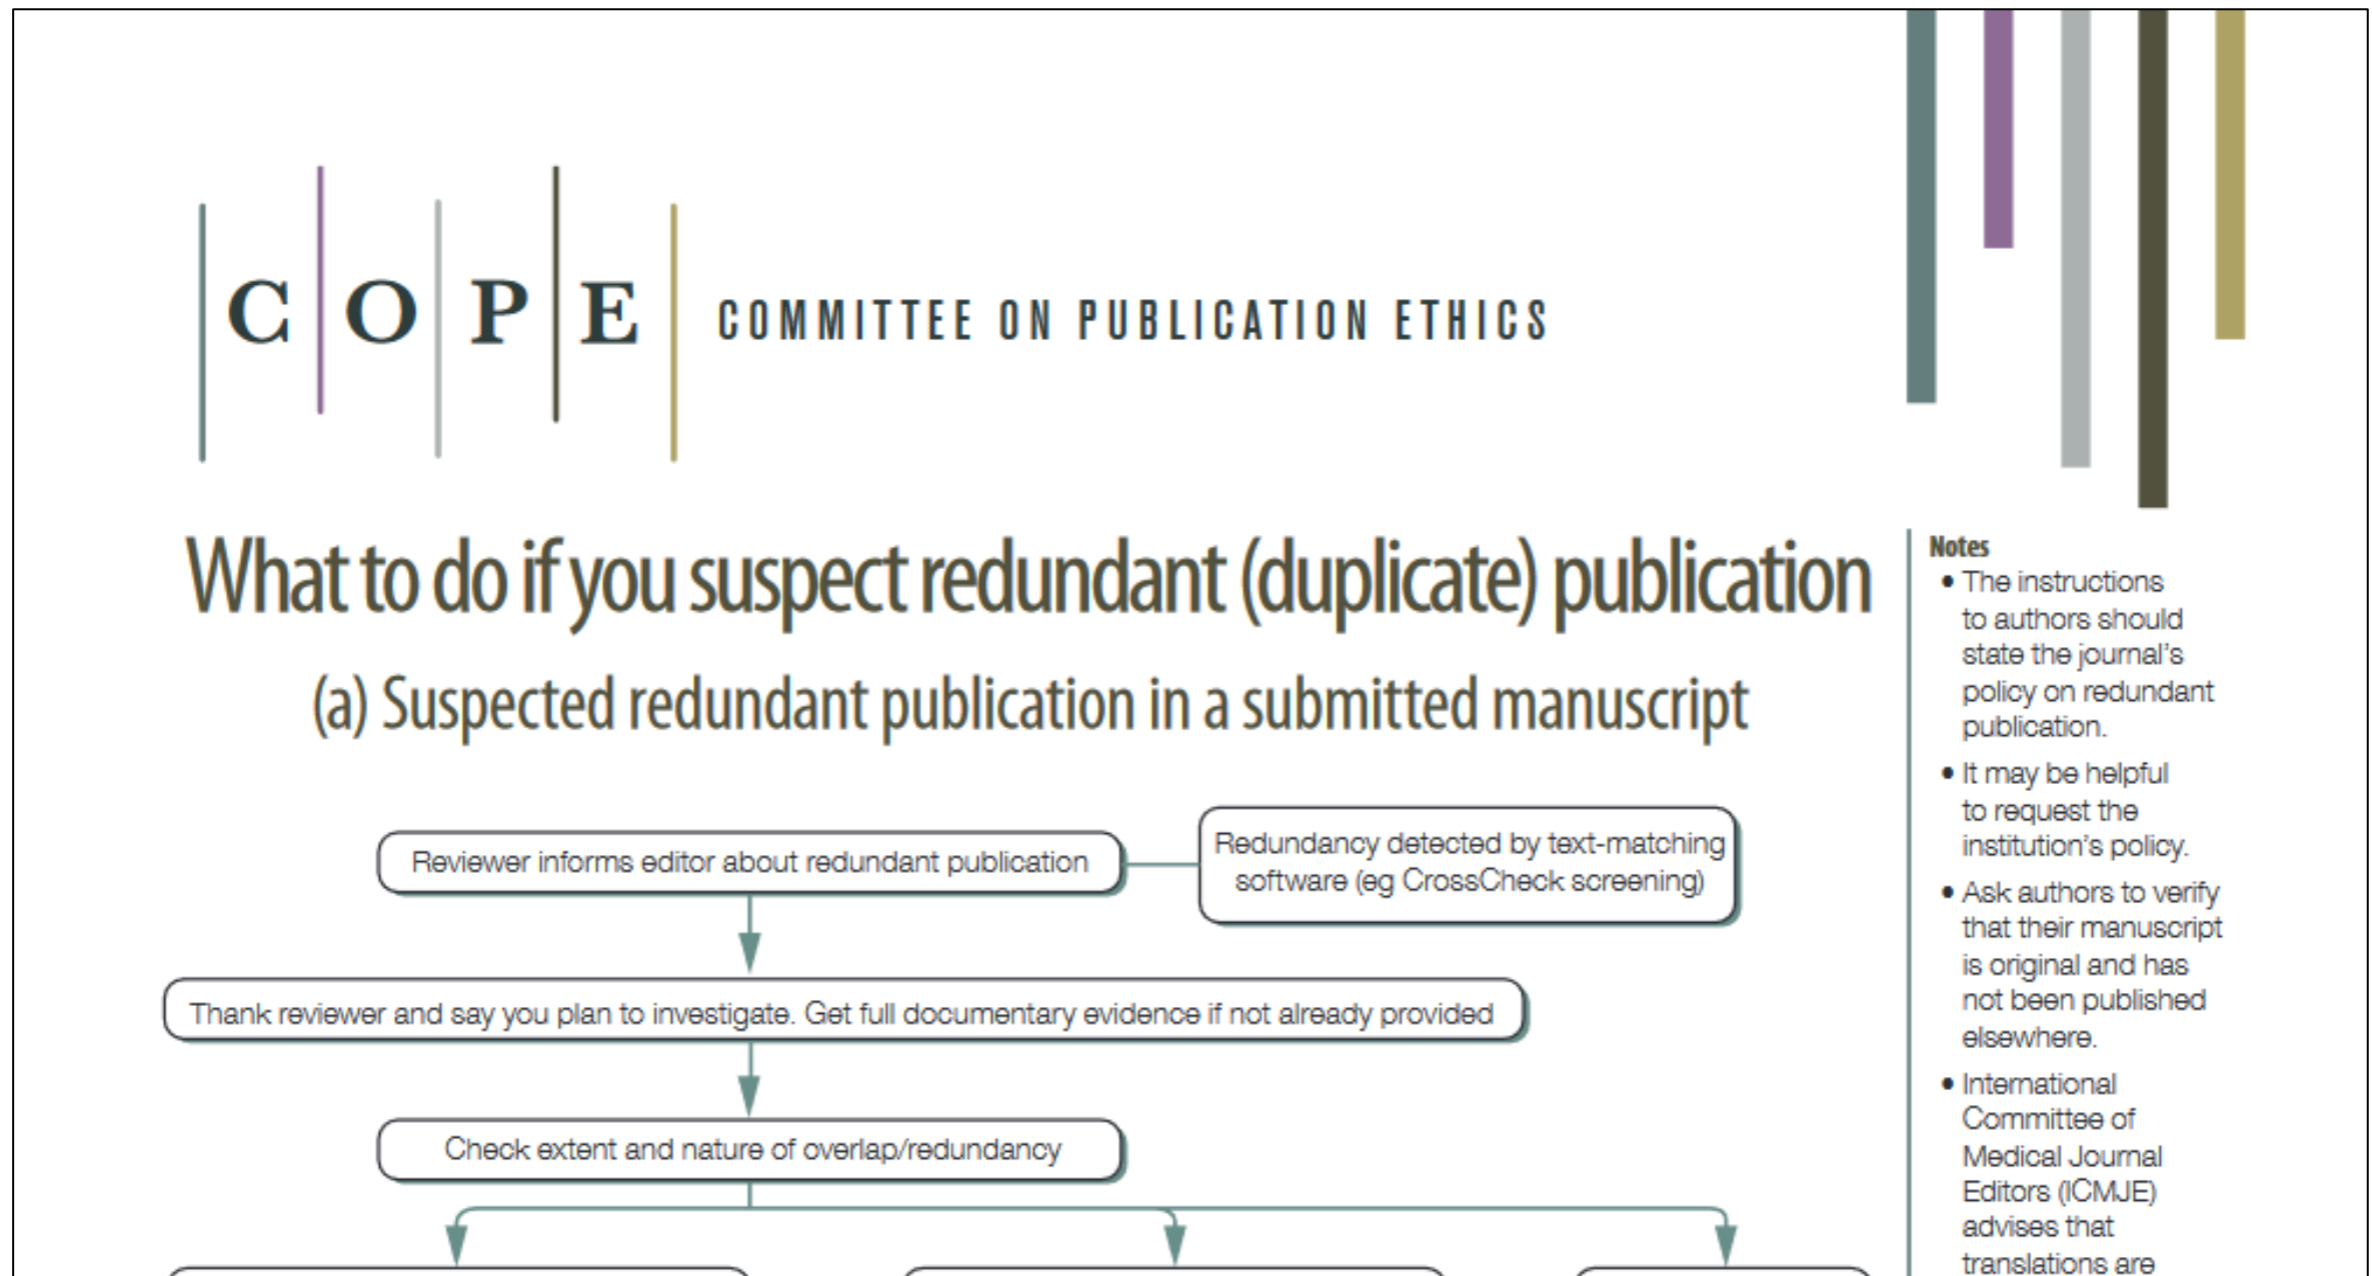 COPE COMMITTEE ON PUBLICATION ETHICS
What to do if you suspect redundant (duplicate) publication
(a) Suspected redundant publication in a submitted manuscript
Reviewer informs editor about redundant publication
Redundancy detected by text-matching
software (eg CrossCheck screening)
Thank reviewer and say you plan to investigate. Get full documentary evidence if not already provided
Check extent and nature of overlap/redundancy
Notes
• The instructions
to authors should
state the journal's
policy on redundant
publication.
• It may be helpful
to request the
institution's policy.
• Ask authors to verify
that their manuscript
is original and has
not been published
elsewhere.
• International
Committee of
Medical Journal
Editors (ICMJE)
advises that
translations are